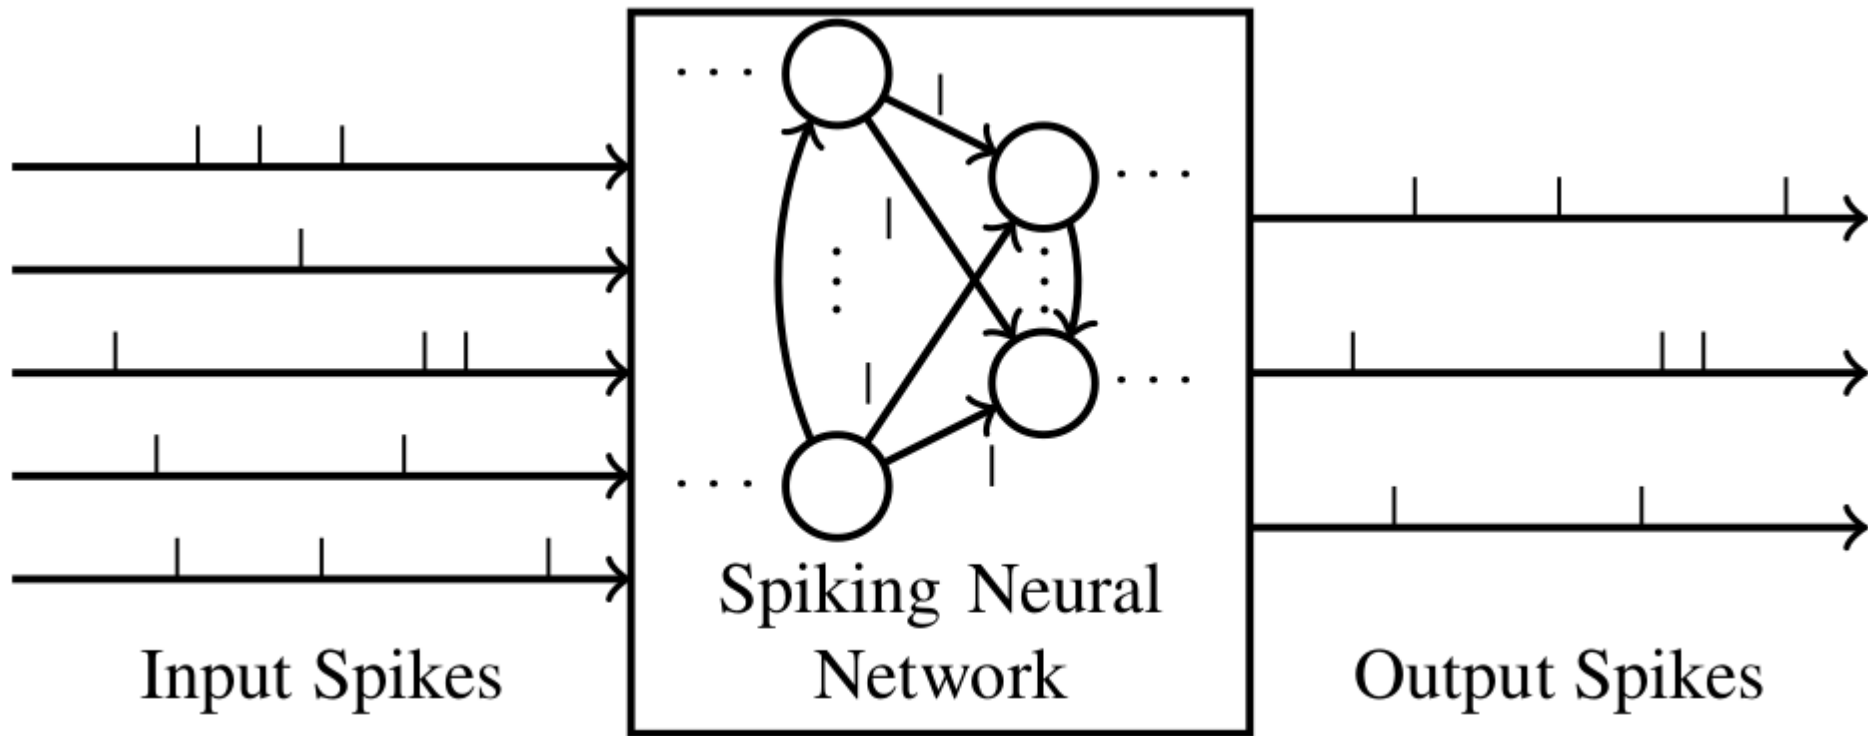 Spiking Neural
Network
Input Spikes
Output Spikes